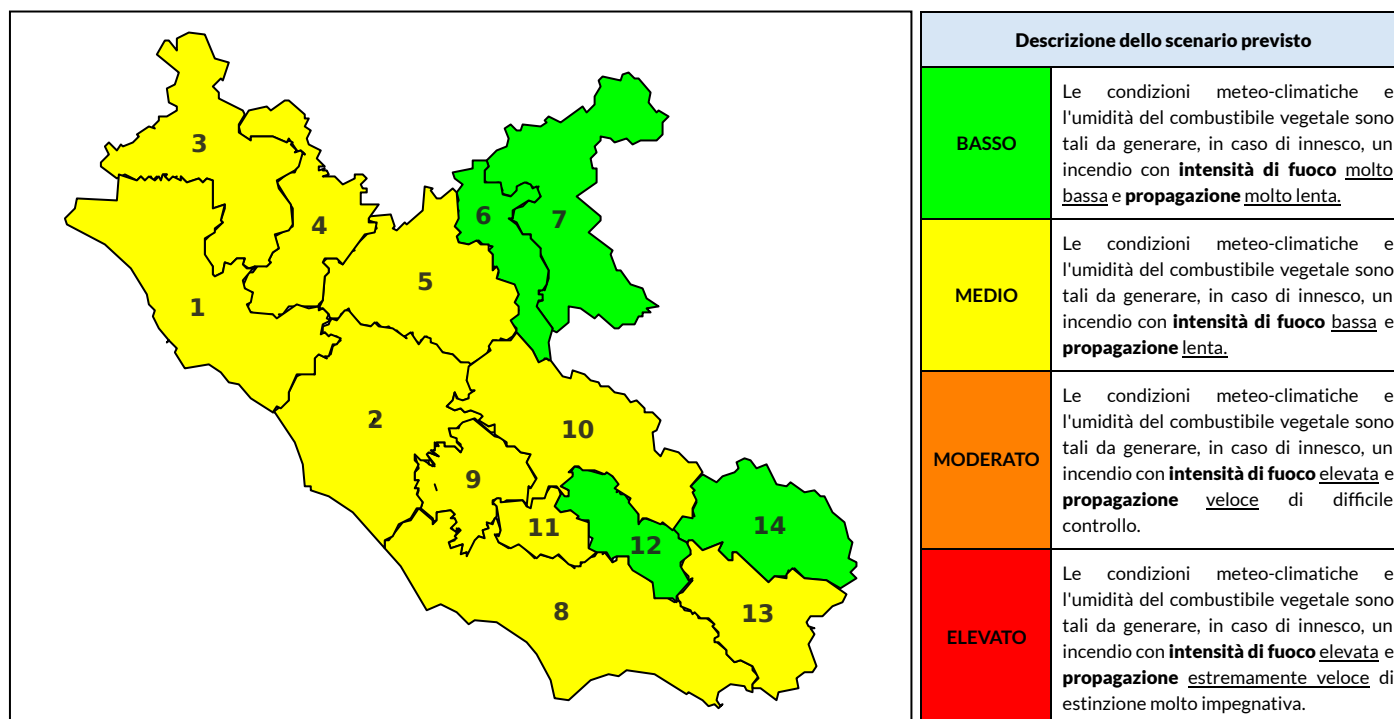 3
4
6
7
5
1
2
10
9
11
12
14
8
13
Descrizione dello scenario previsto
BASSO
Le condizioni meteo-climatiche e
l'umidità del combustibile vegetale sono
tali da generare, in caso di innesco, un
incendio con intensità di fuoco molto
bassa e propagazione molto lenta.
MEDIO
Le condizioni meteo-climatiche e
l'umidità del combustibile vegetale sono
tali da generare, in caso di innesco, un
incendio con intensità di fuoco bassa e
propagazione lenta.
MODERATO
Le condizioni meteo-climatiche e
l'umidità del combustibile vegetale sono
tali da generare, in caso di innesco, un
incendio con intensità di fuoco elevata e
propagazione veloce di difficile
controllo.
ELEVATO
Le condizioni meteo-climatiche e
l'umidità del combustibile vegetale sono
tali da generare, in caso di innesco, un
incendio con intensità di fuoco elevata e
propagazione estremamente veloce di
estinzione molto impegnativa.